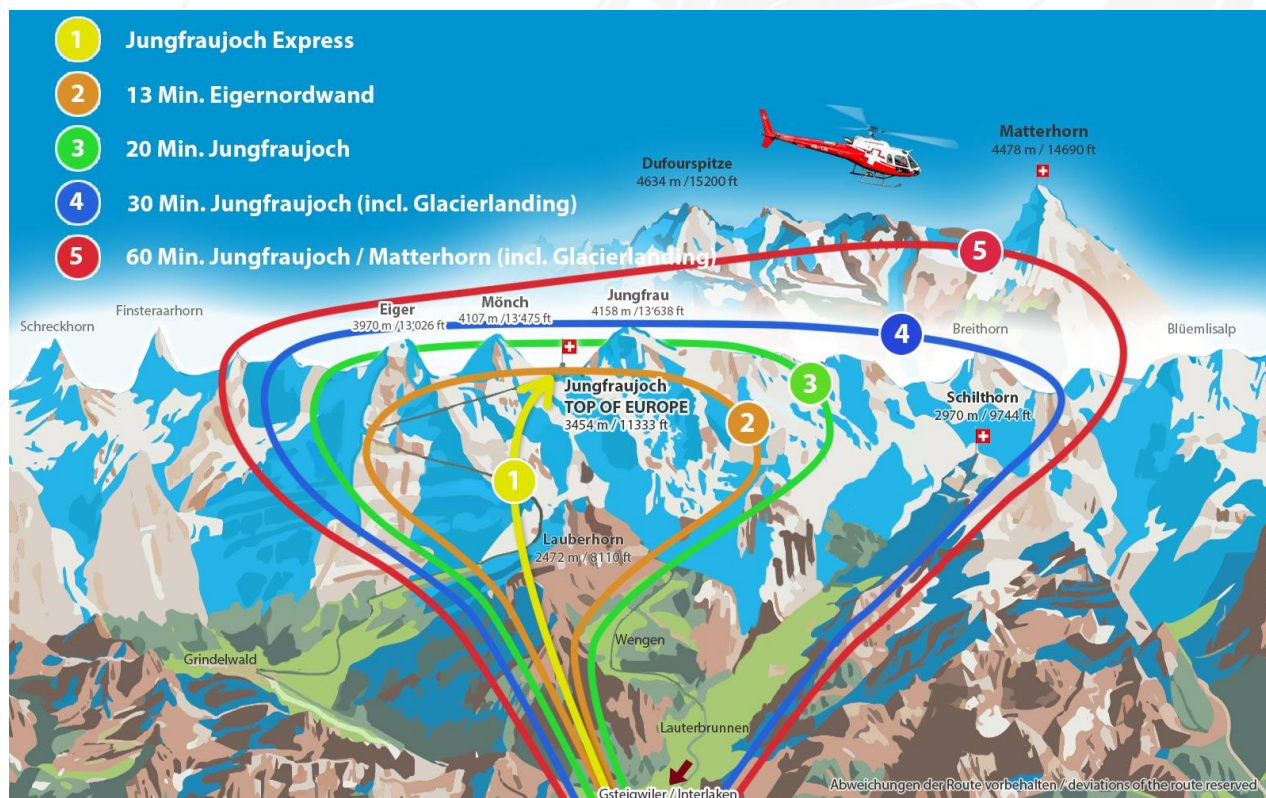 1 Jungfraujoch Express
2 13 Min. Eigernordwand
3 20 Min. Jungfraujoch
4 30 Min. Jungfraujoch (incl. Glacierlanding)
5 60 Min. Jungfraujoch / Matterhorn (incl. Glacierlanding)
Matterhorn
4478 m / 14690 ft
Dufourspitze
4634 m /15200 ft
5
Schreckhorn
Finsteraarhorn
Eiger
3970 m /13'026 ft
Mönch
4107 m /13'475 ft
Jungfrau
4158 m /13'638 ft
4
Breithorn
Blüemlisalp
Jungfraujoch
TOP OF EUROPE
3454 m / 11333 ft
3
Schilthorn
2970 m / 9744 ft
2
1
Lauberhorn
2472 m / 8110 ft
Wengen
Grindelwald
Lauterbrunnen
Gsteigwiler / Interlaken
Abweichungen der Route vorbehalten / deviations of the route reserved